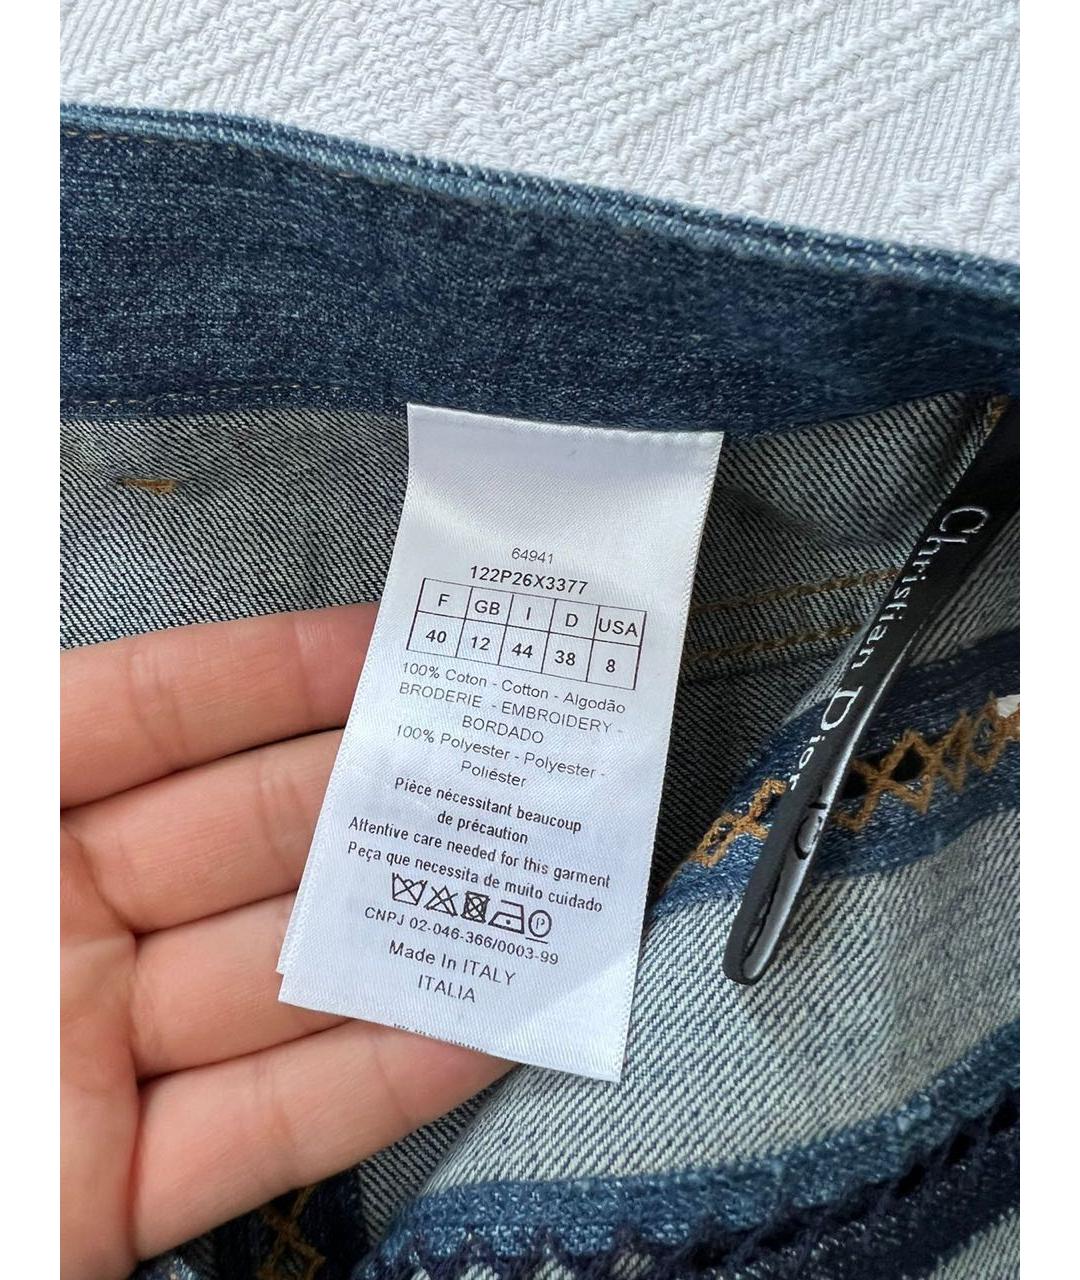 64941
122P26X3377
F GB I D USA
40 12 44 38 8
100% Coton - Cotton - Algodão
BRODERIE - EMBROIDERY -
BORDADO
100% Polyester - Polyester -
Poliéster
Pièce nécessitant beaucoup
de précaution
Attentive care needed for this garment
Peça que necessita de muito cuidado
P
CNPJ 02-046-366/0003-99
Made In ITALY
ITALIA
Christian Dior